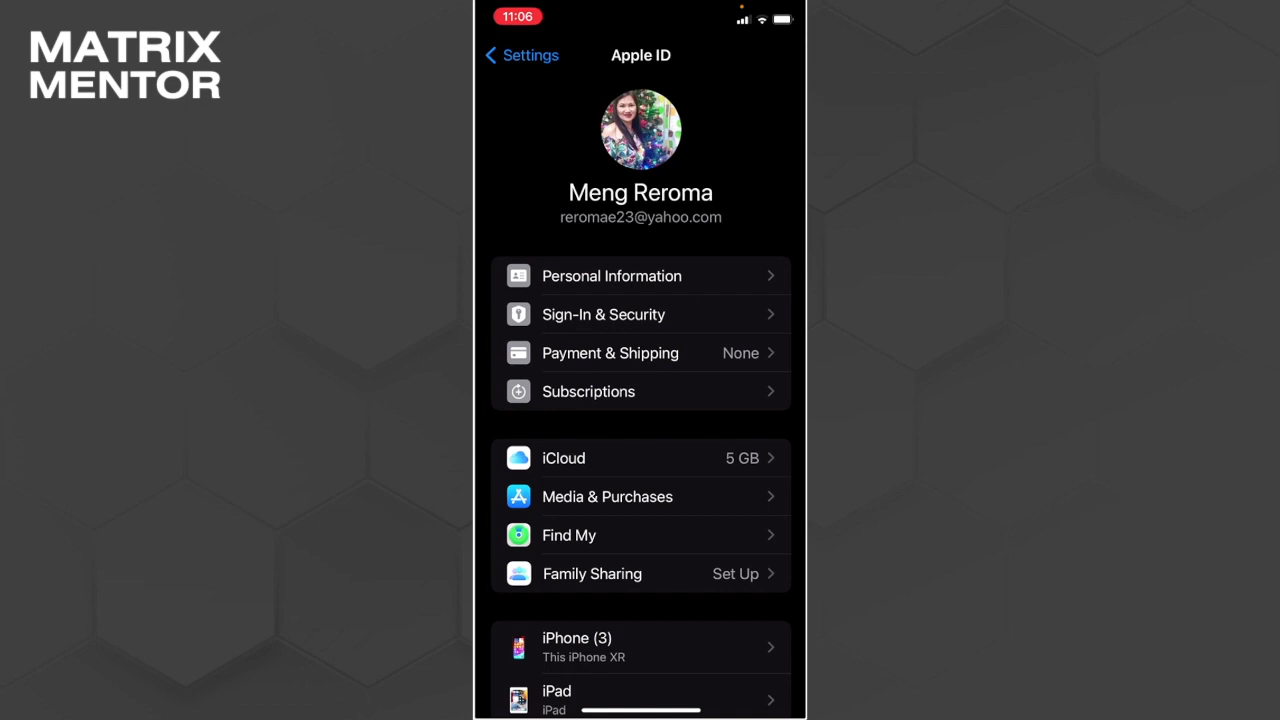 MATRIX
MENTOR
11:06
Settings
Apple ID
Meng Reroma
reromae23@yahoo.com
Personal Information
Sign-In & Security
Payment & Shipping None
Subscriptions
iCloud 5 GB
Media & Purchases
Find My
Family Sharing Set Up
iPhone (3)
This iPhone XR
iPad
iPad